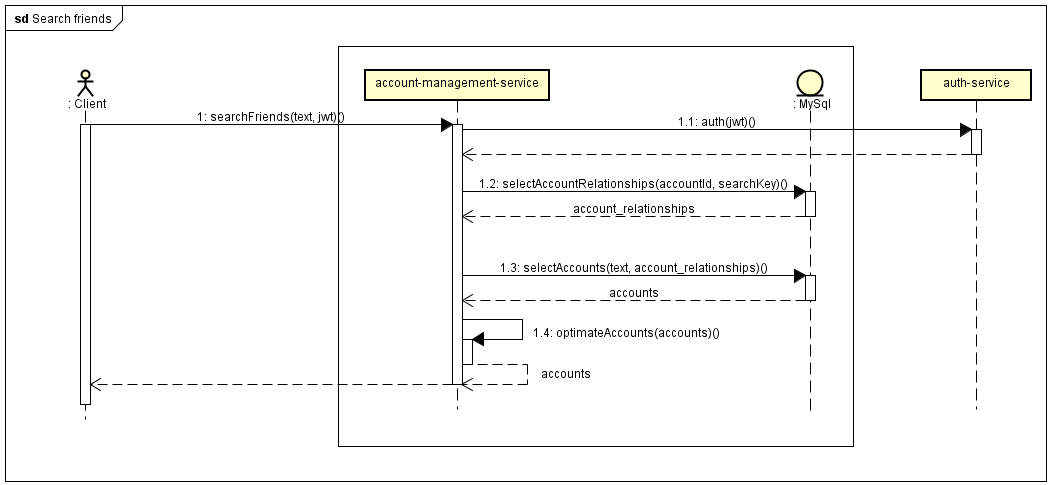 sd Search friends
: Client
account-management-service
: MySql
auth-service
1: searchFriends(text, jwt)()
1.1: auth(jwt)()
1.2: selectAccountRelationships(accountId, searchKey)()
account_relationships
1.3: selectAccounts(text, account_relationships)()
accounts
1.4: optimateAccounts(accounts)()
accounts